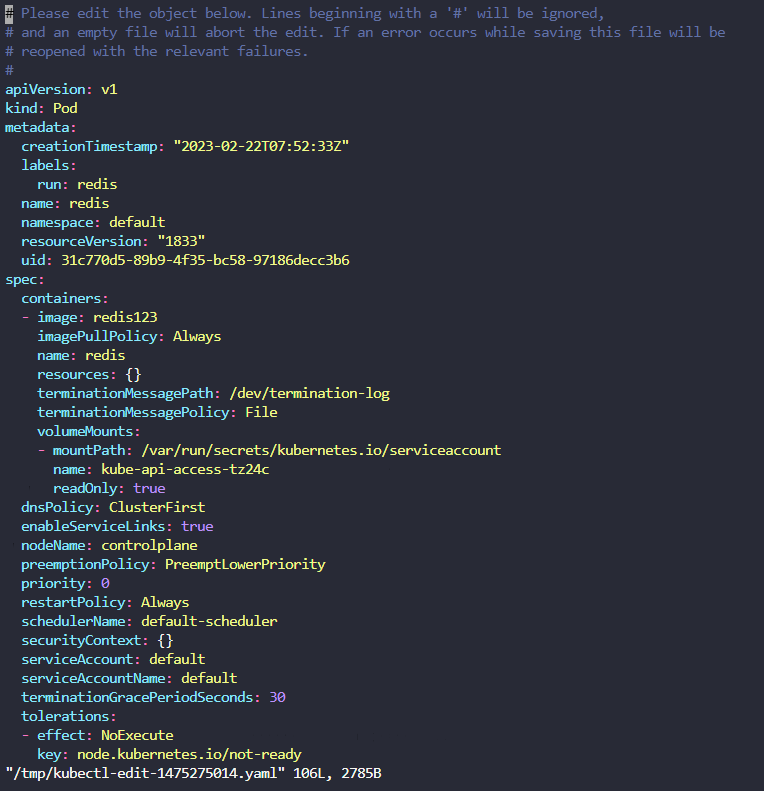 # Please edit the object below. Lines beginning with a '#' will be ignored,
# and an empty file will abort the edit. If an error occurs while saving this file will be
# reopened with the relevant failures.
#
apiVersion: v1
kind: Pod
metadata:
  creationTimestamp: "2023-02-22T07:52:33Z"
  labels:
    run: redis
  name: redis
  namespace: default
  resourceVersion: "1833"
  uid: 31c770d5-89b9-4f35-bc58-97186decc3b6
spec:
  containers:
  - image: redis123
    imagePullPolicy: Always
    name: redis
    resources: {}
    terminationMessagePath: /dev/termination-log
    terminationMessagePolicy: File
    volumeMounts:
    - mountPath: /var/run/secrets/kubernetes.io/serviceaccount
      name: kube-api-access-tz24c
      readOnly: true
  dnsPolicy: ClusterFirst
  enableServiceLinks: true
  nodeName: controlplane
  preemptionPolicy: PreemptLowerPriority
  priority: 0
  restartPolicy: Always
  schedulerName: default-scheduler
  securityContext: {}
  serviceAccount: default
  serviceAccountName: default
  terminationGracePeriodSeconds: 30
  tolerations:
  - effect: NoExecute
    key: node.kubernetes.io/not-ready
"/tmp/kubectl-edit-1475275014.yaml" 106L, 2785B